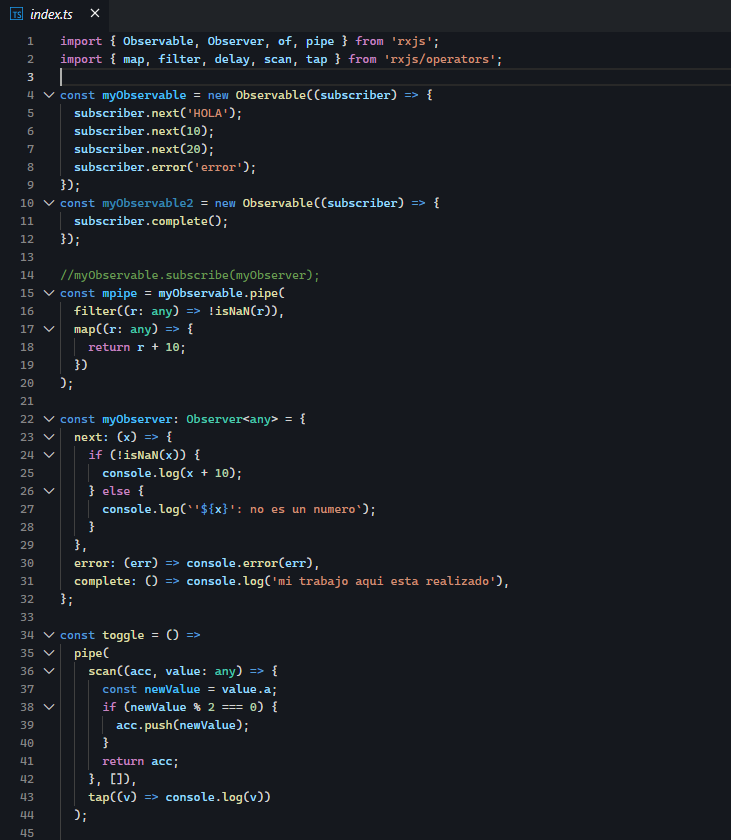 TS index.ts ×
1 import { Observable, Observer, of, pipe } from 'rxjs';
2 import { map, filter, delay, scan, tap } from 'rxjs/operators';
3
4 const myObservable = new Observable((subscriber) => {
5   subscriber.next('HOLA');
6   subscriber.next(10);
7   subscriber.next(20);
8   subscriber.error('error');
9 });
10 const myObservable2 = new Observable((subscriber) => {
11   subscriber.complete();
12 });
13
14 //myObservable.subscribe(myObserver);
15 const mpipe = myObservable.pipe(
16   filter((r: any) => !isNaN(r)),
17   map((r: any) => {
18     return r + 10;
19   })
20 );
21
22 const myObserver: Observer<any> = {
23   next: (x) => {
24     if (!isNaN(x)) {
25       console.log(x + 10);
26     } else {
27       console.log(`'${x}': no es un numero`);
28     }
29   },
30   error: (err) => console.error(err),
31   complete: () => console.log('mi trabajo aqui esta realizado'),
32 };
33
34 const toggle = () =>
35   pipe(
36     scan((acc, value: any) => {
37       const newValue = value.a;
38       if (newValue % 2 === 0) {
39         acc.push(newValue);
40       }
41       return acc;
42     }, []),
43     tap((v) => console.log(v))
44   );
45